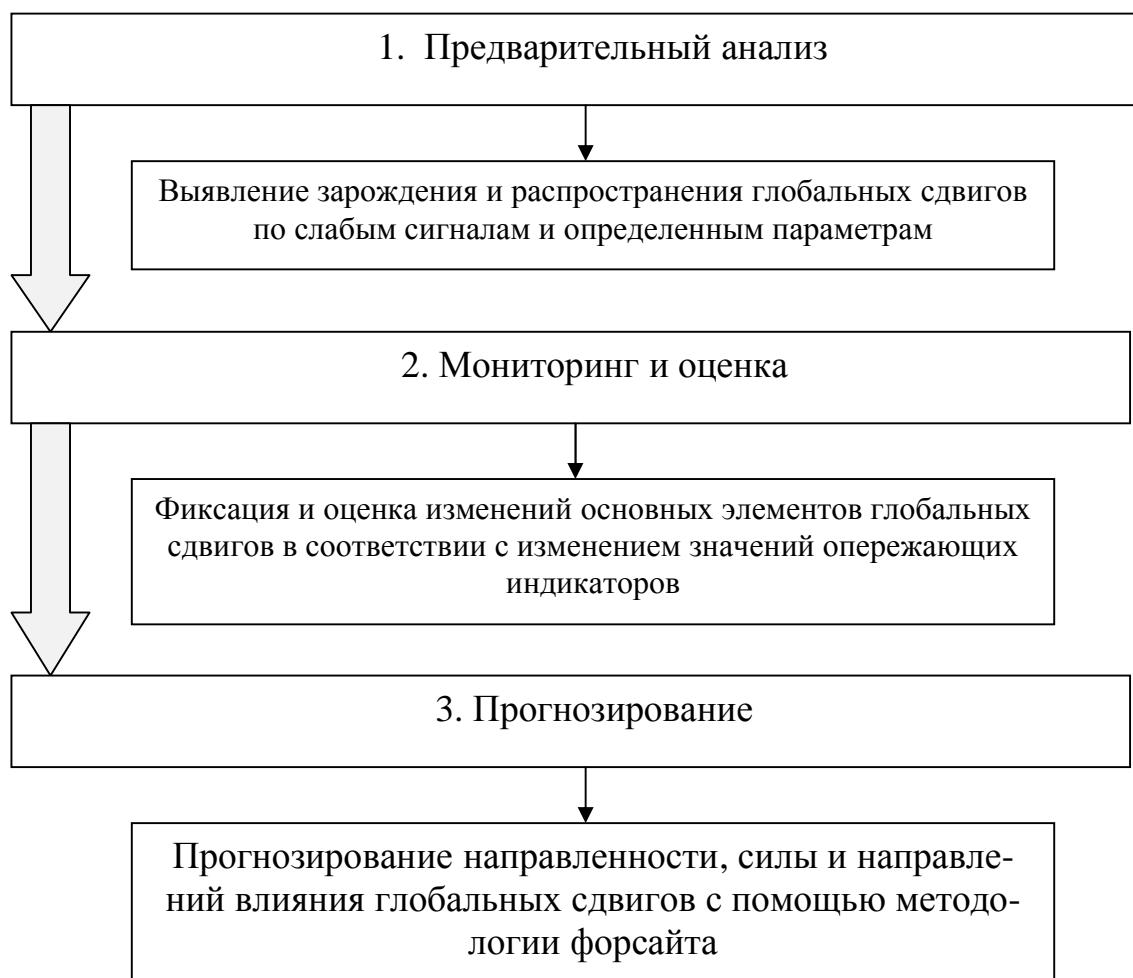 1. Предварительный анализ
Выявление зарождения и распространения глобальных сдвигов
по слабым сигналам и определенным параметрам
2. Мониторинг и оценка
Фиксация и оценка изменений основных элементов глобальных
сдвигов в соответствии с изменением значений опережающих
индикаторов
3. Прогнозирование
Прогнозирование направленности, силы и направле-
ний влияния глобальных сдвигов с помощью методо-
логии форсайта